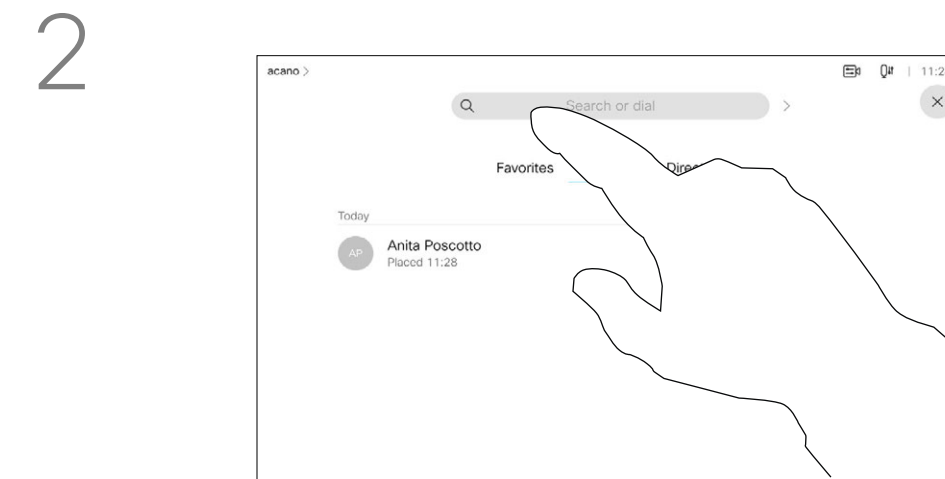 2
acano >
11:2
Search or dial
Favorites
Today
AP
Anita Poscotto
Placed 11:28